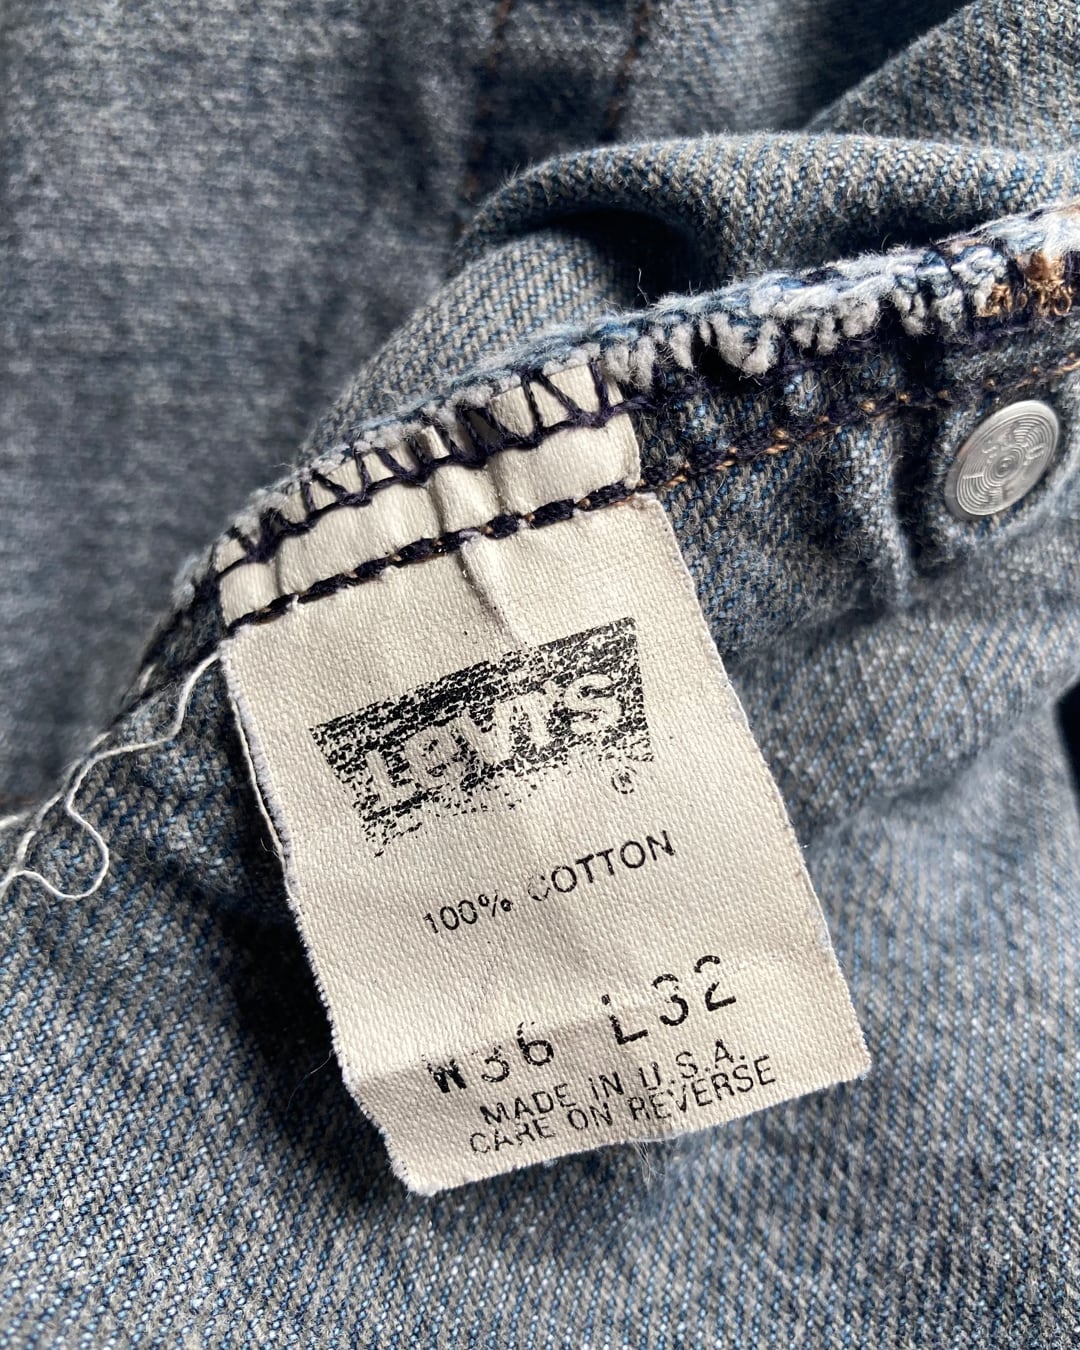 Levi's
®
100% COTTON
W36 L32
MADE IN U.S.A.
CARE ON REVERSE